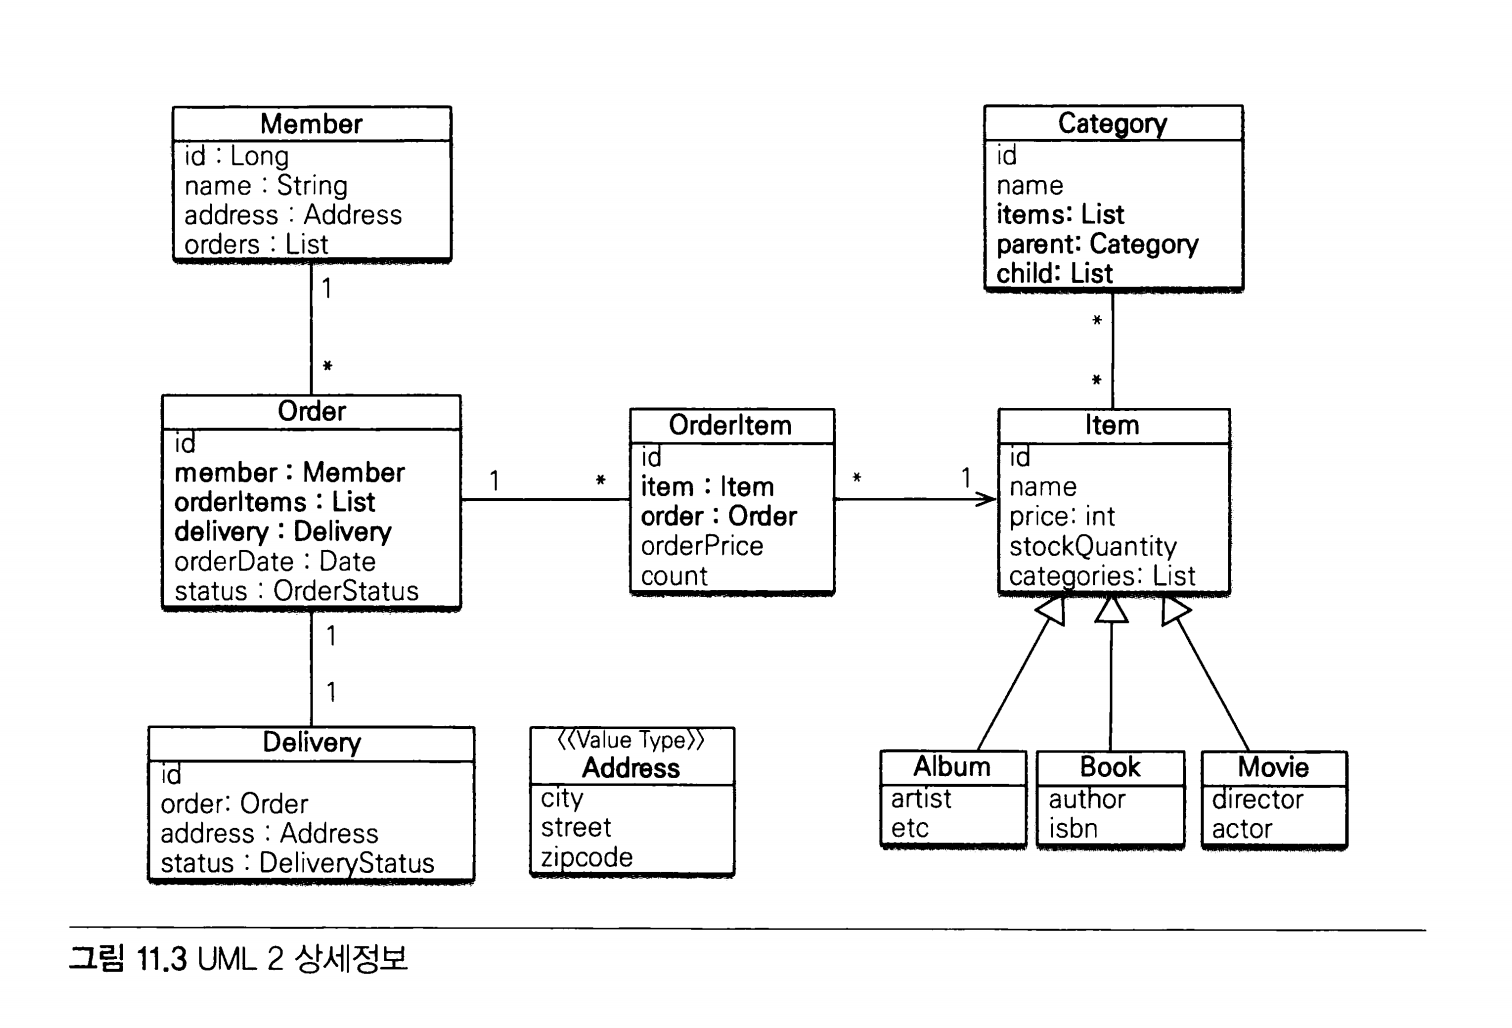 Member
id : Long
name : String
address : Address
orders : List
1
*
Order
id
member : Member
orderItems : List
delivery : Delivery
orderDate : Date
status : OrderStatus
1
*
OrderItem
id
item : Item
order : Order
orderPrice
count
*
1
Category
id
name
items: List
parent: Category
child: List
*
*
Item
id
name
price: int
stockQuantity
categories: List
1
1
Delivery
id
order: Order
address : Address
status : DeliveryStatus
《Value Type》
Address
city
street
zipcode
Album
artist
etc
Book
author
isbn
Movie
director
actor
그림 11.3 UML 2 상세정보